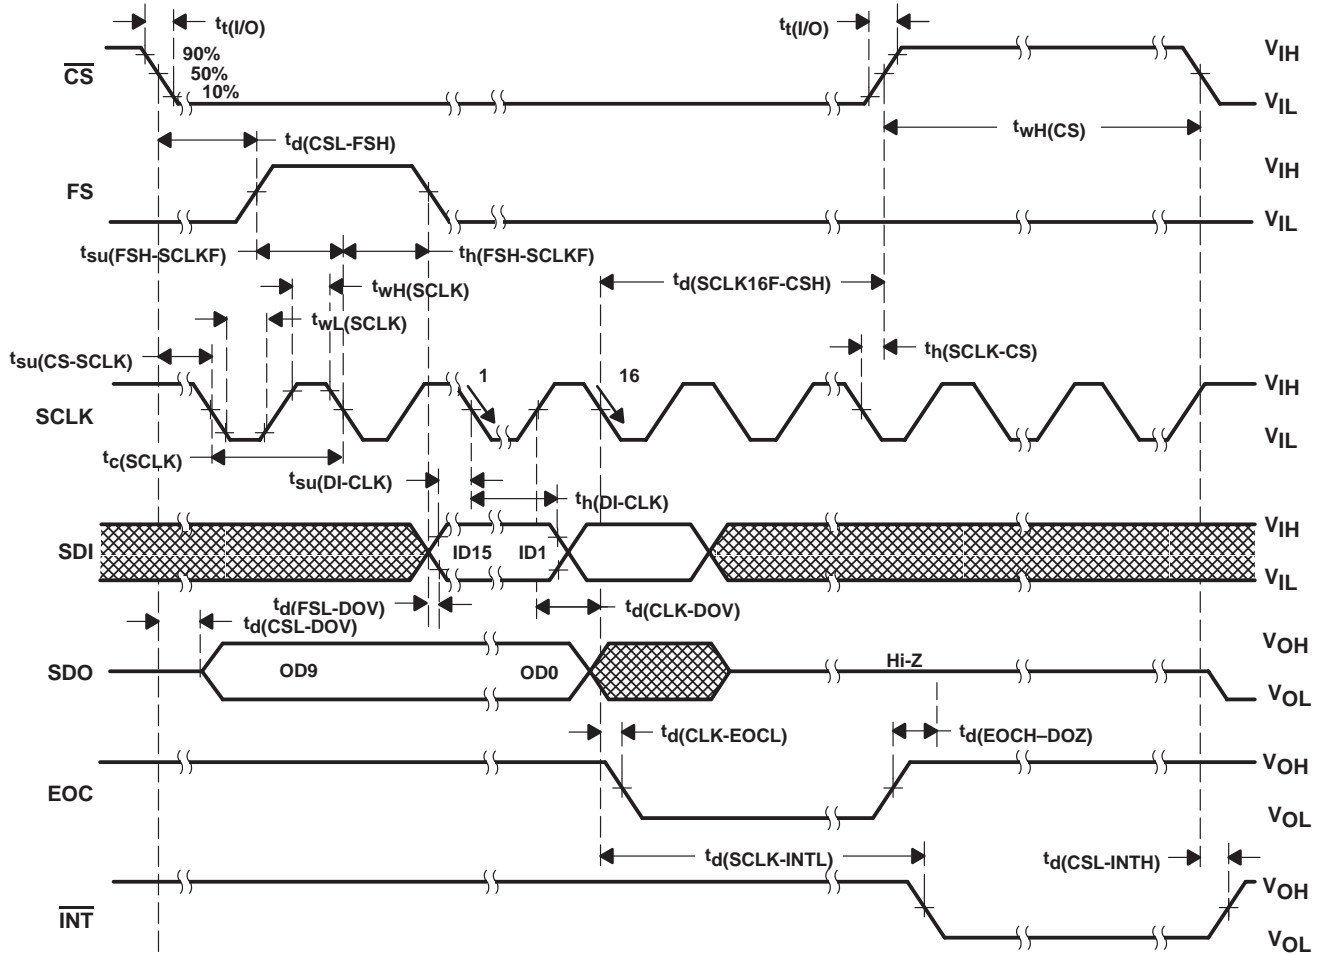 tt(I/O) tt(I/O)
90%
50%
10%
CS VIH
VIL
td(CSL-FSH) twH(CS)
FS VIH
VIL
tsu(FSH-SCLKF) th(FSH-SCLKF)
twH(SCLK) td(SCLK16F-CSH)
twL(SCLK)
tsu(CS-SCLK) th(SCLK-CS)
1 16
SCLK VIH
VIL
tc(SCLK)
tsu(DI-CLK) th(DI-CLK)
SDI ID15 ID1 VIH
VIL
td(FSL-DOV) td(CLK-DOV)
td(CSL-DOV)
SDO OD9 OD0 Hi-Z VOH
VOL
td(CLK-EOCL) td(EOCH–DOZ)
EOC VOH
VOL
td(SCLK-INTL) td(CSL-INTH)
INT VOH
VOL